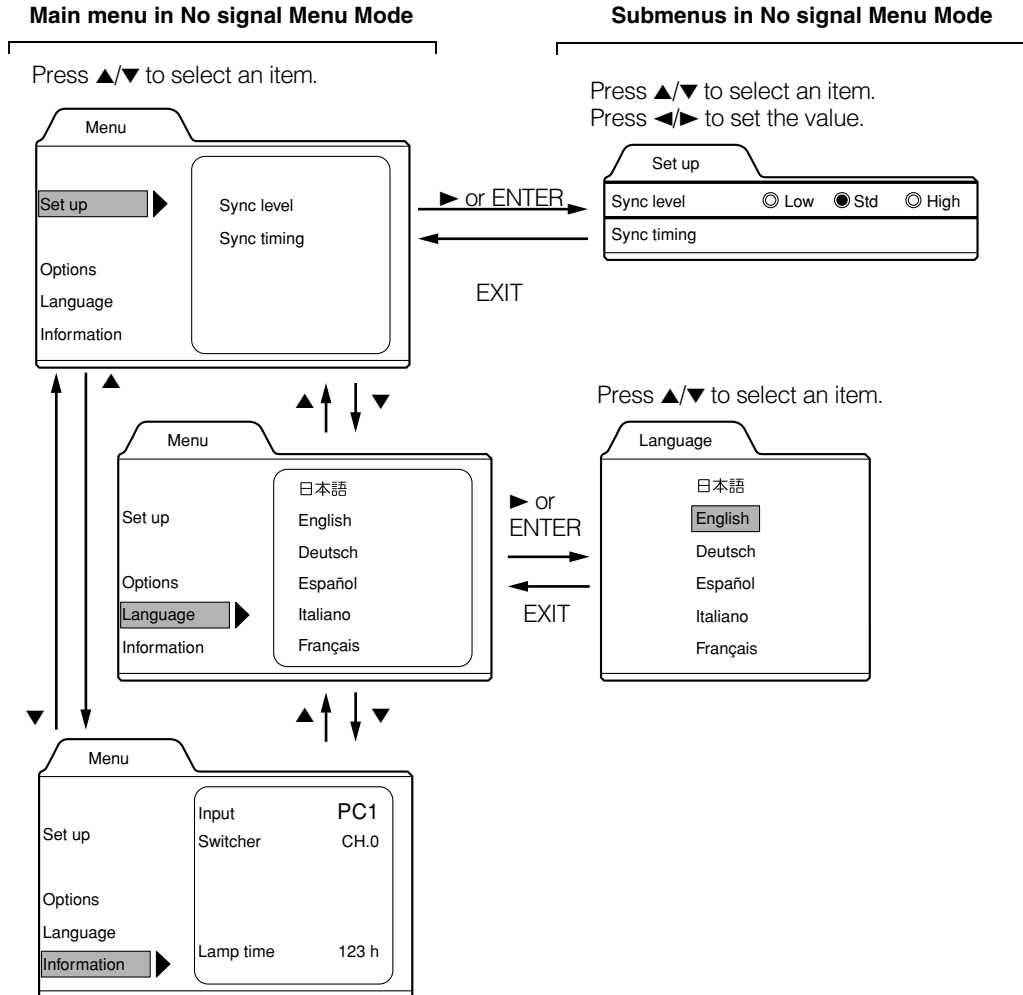 Main menu in No signal Menu Mode
Submenus in No signal Menu Mode
Press ▲/▼ to select an item.
Press ▲/▼ to select an item.
Press ◄/► to set the value.
Menu
Set up
Sync level
Sync timing
Options
Language
Information
► or ENTER
EXIT
Set up
Sync level Low Std High
Sync timing
▲
▲ ▼
Press ▲/▼ to select an item.
Menu
Set up
Options
Language
Information
日本語
English
Deutsch
Español
Italiano
Français
► or
ENTER
EXIT
Language
日本語
English
Deutsch
Español
Italiano
Français
▼
▲ ▼
Menu
Set up
Options
Language
Information
Input PC1
Switcher CH.0
Lamp time 123 h